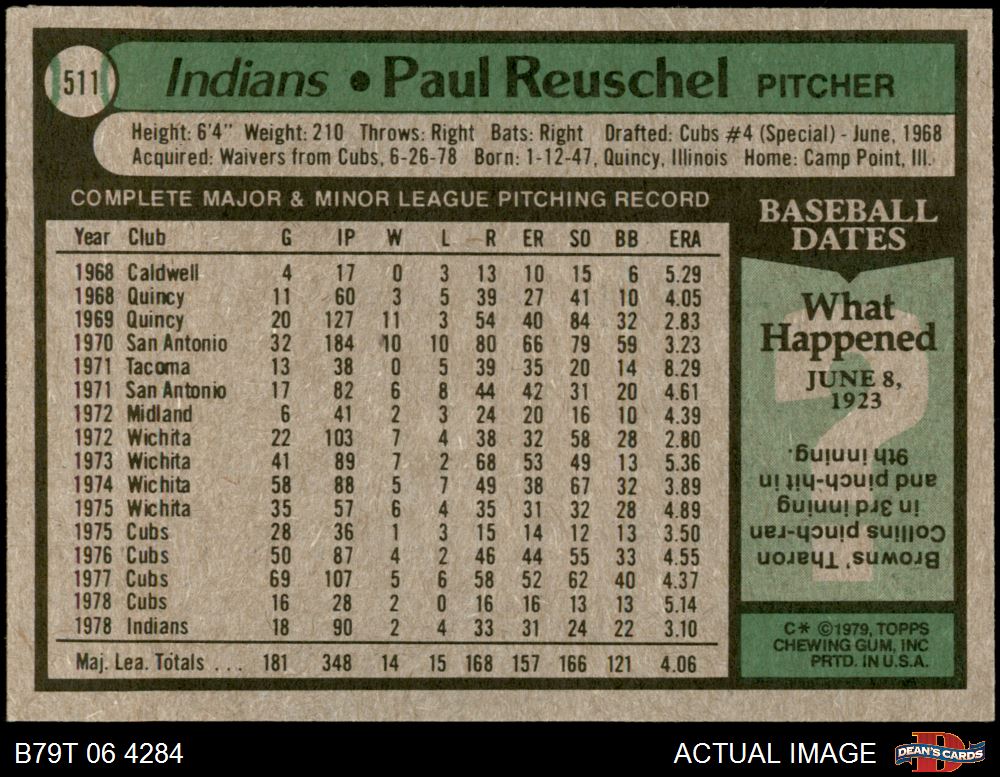 511
Indians • Paul Reuschel PITCHER
Height: 6'4" Weight: 210 Throws: Right Bats: Right Drafted: Cubs #4 (Special) - June, 1968
Acquired: Waivers from Cubs, 6-26-78 Born: 1-12-47, Quincy, Illinois Home: Camp Point, Ill.
COMPLETE MAJOR & MINOR LEAGUE PITCHING RECORD
Year Club G IP W L R ER SO BB ERA
1968 Caldwell 4 17 0 3 13 10 15 6 5.29
1968 Quincy 11 60 3 5 39 27 41 10 4.05
1969 Quincy 20 127 11 3 54 40 84 32 2.83
1970 San Antonio 32 184 10 10 80 66 79 59 3.23
1971 Tacoma 13 38 0 5 39 35 20 14 8.29
1971 San Antonio 17 82 6 8 44 42 31 20 4.61
1972 Midland 6 41 2 3 24 20 16 10 4.39
1972 Wichita 22 103 7 4 38 32 58 28 2.80
1973 Wichita 41 89 7 2 68 53 49 13 5.36
1974 Wichita 58 88 5 7 49 38 67 32 3.89
1975 Wichita 35 57 6 4 35 31 32 28 4.89
1975 Cubs 28 36 1 3 15 14 12 13 3.50
1976 Cubs 50 87 4 2 46 44 55 33 4.55
1977 Cubs 69 107 5 6 58 52 62 40 4.37
1978 Cubs 16 28 2 0 16 16 13 13 5.14
1978 Indians 18 90 2 4 33 31 24 22 3.10
Maj. Lea. Totals . . . 181 348 14 15 168 157 166 121 4.06
BASEBALL
DATES
What
Happened
JUNE 8,
1923
?
Browns' Tharon
Collins pinch-ran
in 3rd inning
and pinch-hit in
9th inning.
C* ©1979, TOPPS
CHEWING GUM, INC
PRTD. IN U.S.A.
B79T 06 4284
ACTUAL IMAGE
D
DEAN'S CARDS